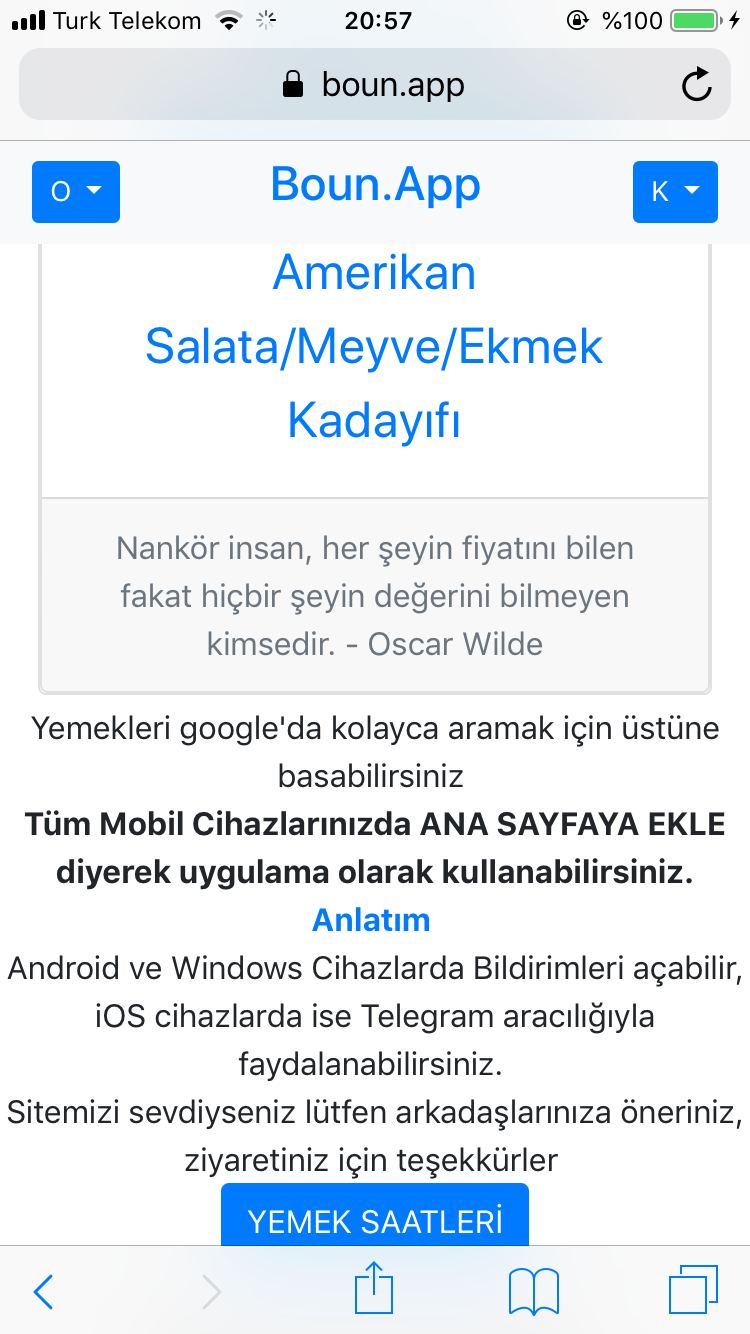 Turk Telekom 20:57 %100
boun.app
O Boun.App K
Amerikan
Salata/Meyve/Ekmek
Kadayıfı
Nankör insan, her şeyin fiyatını bilen
fakat hiçbir şeyin değerini bilmeyen
kimsedir. - Oscar Wilde
Yemekleri google'da kolayca aramak için üstüne
basabilirsiniz
Tüm Mobil Cihazlarınızda ANA SAYFAYA EKLE
diyerek uygulama olarak kullanabilirsiniz.
Anlatım
Android ve Windows Cihazlarda Bildirimleri açabilir,
iOS cihazlarda ise Telegram aracılığıyla
faydalanabilirsiniz.
Sitemizi sevdiyseniz lütfen arkadaşlarınıza öneriniz,
ziyaretiniz için teşekkürler
YEMEK SAATLERİ